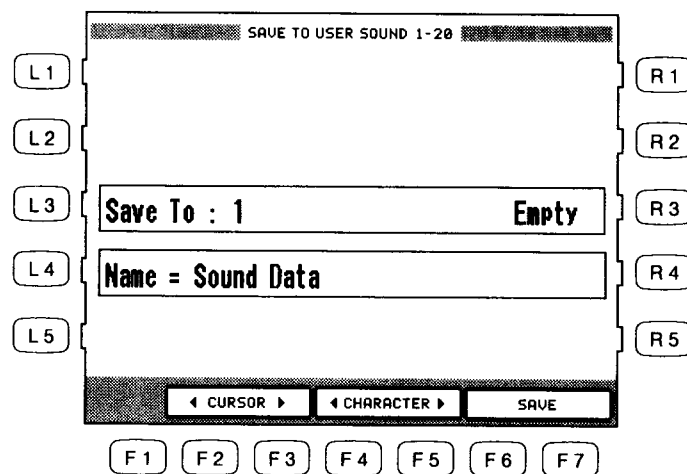 SAVE TO USER SOUND 1-20
L1
R1
L2
R2
L3
Save To : 1 Empty
R3
L4
Name = Sound Data
R4
L5
R5
◀ CURSOR ▶ ◀ CHARACTER ▶ SAVE
F1 F2 F3 F4 F5 F6 F7